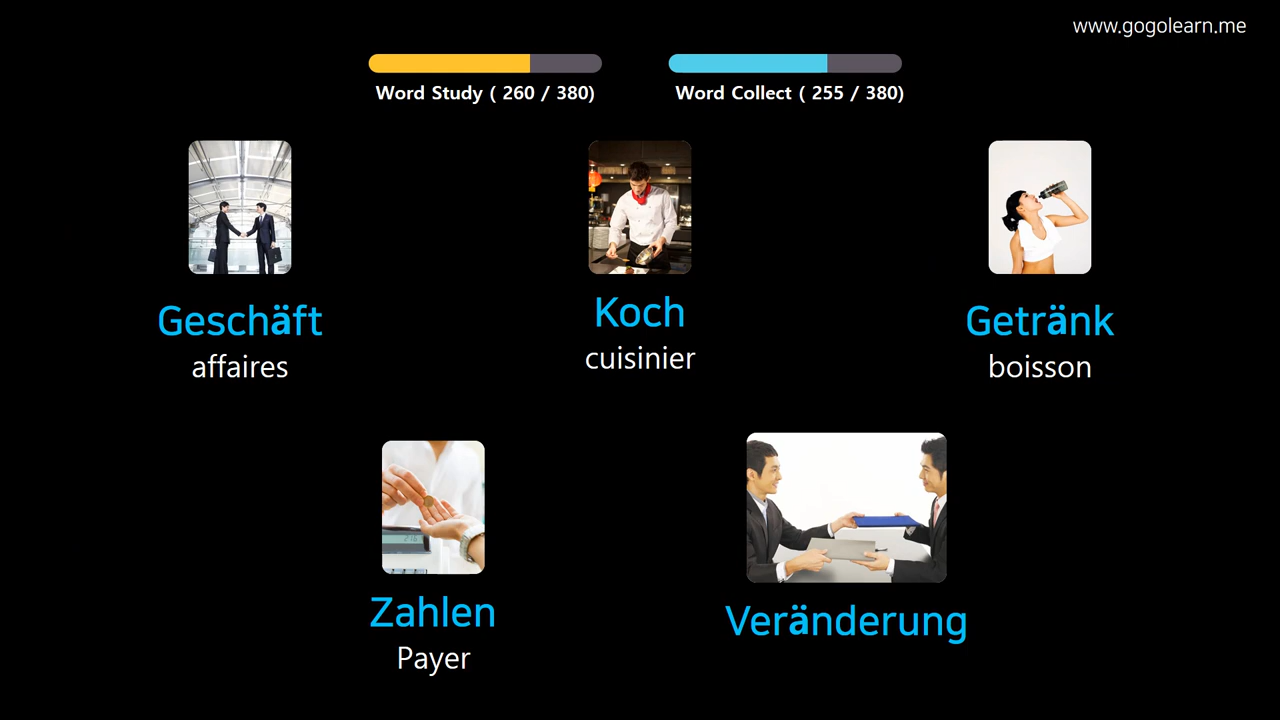 www.gogolearn.me
Word Study ( 260 / 380)
Word Collect ( 255 / 380)
Geschäft
affaires
Koch
cuisinier
Getränk
boisson
Zahlen
Payer
Veränderung